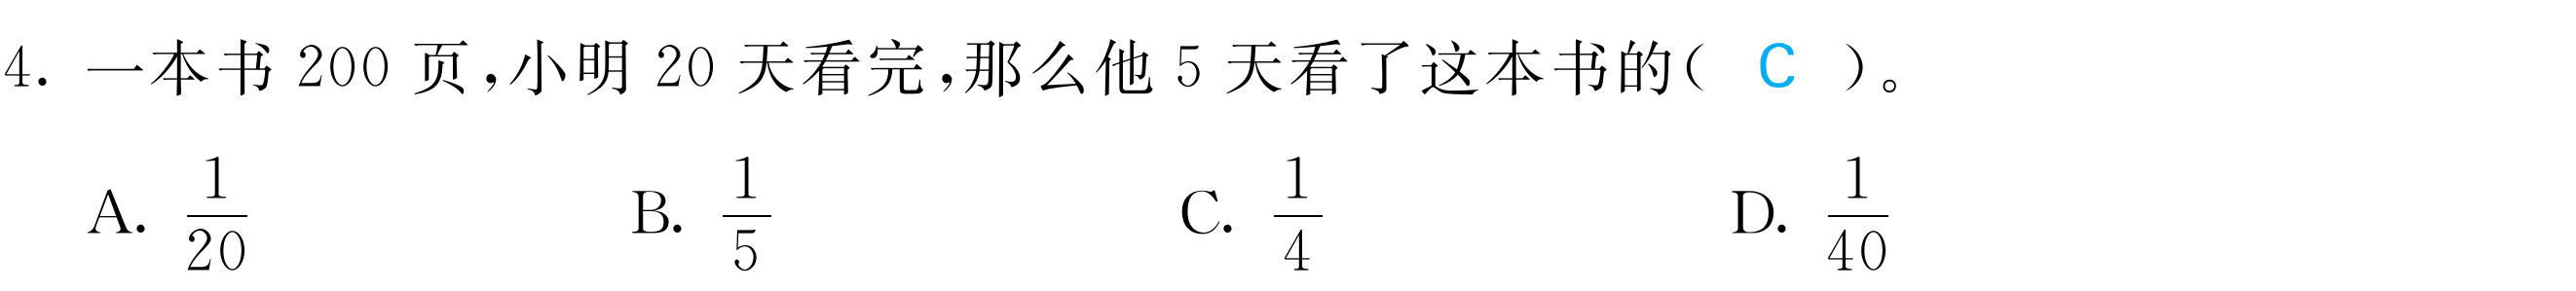 4. 一本书 200 页,小明 20 天看完,那么他 5 天看了这本书的( C )。
A. 1/20 B. 1/5 C. 1/4 D. 1/40